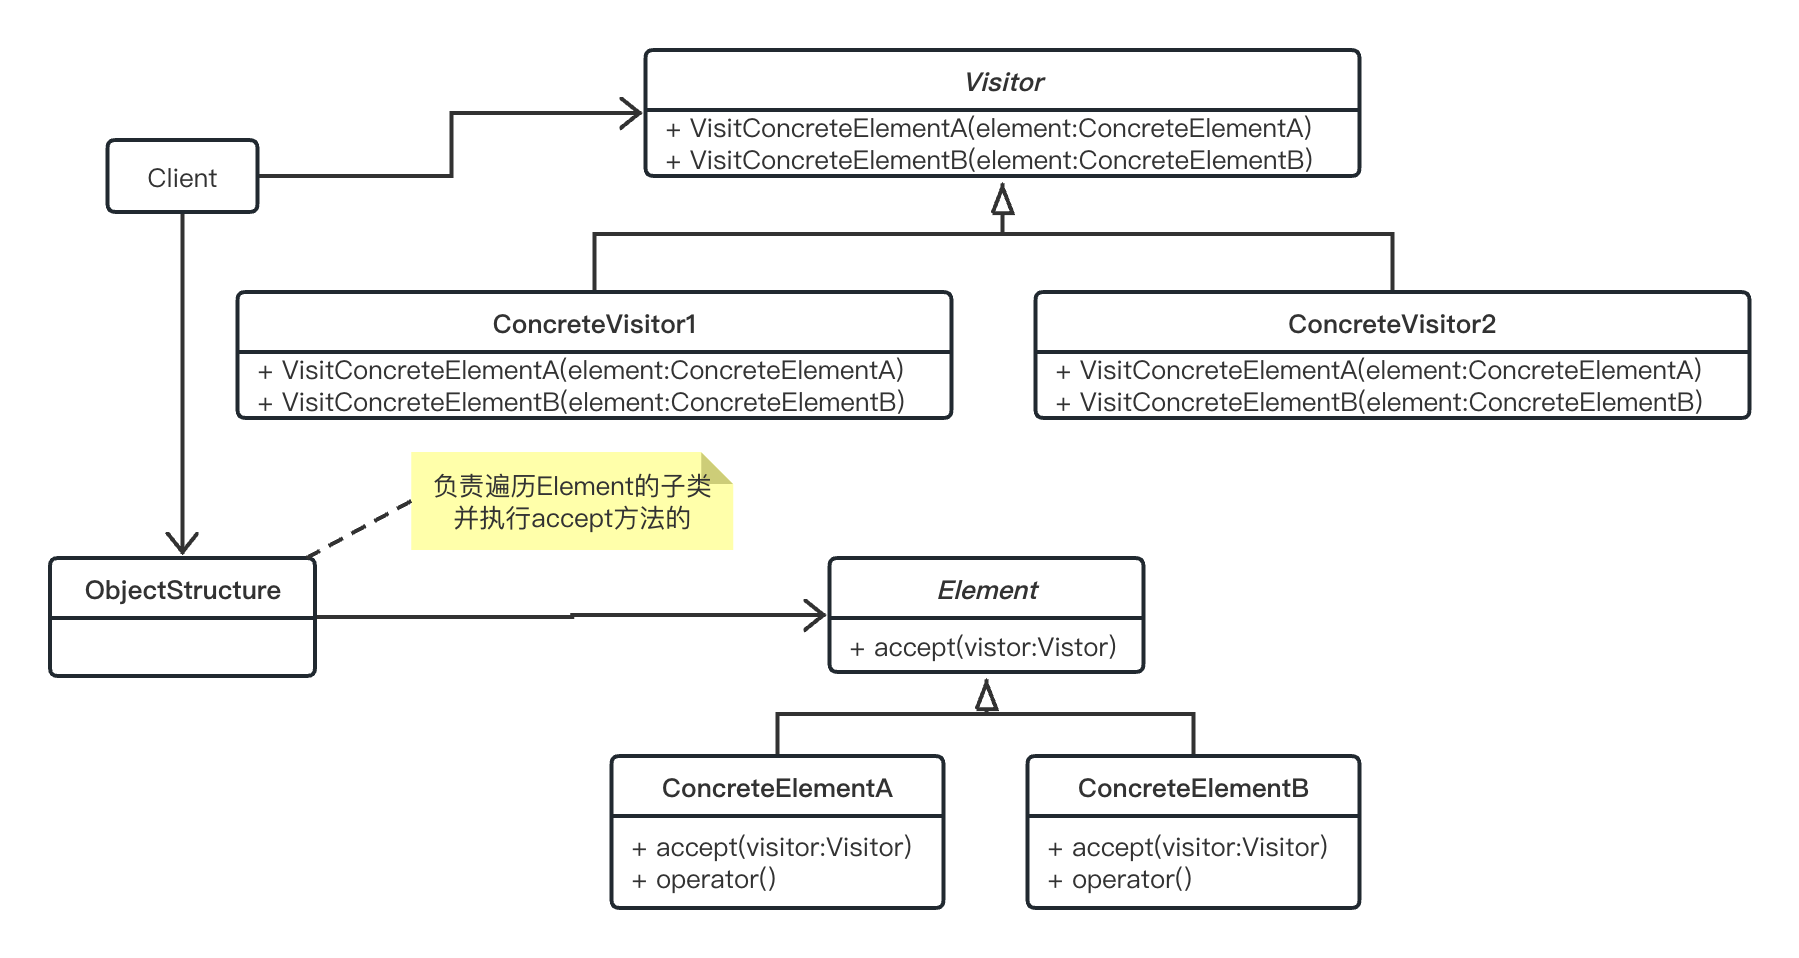 Visitor
+ VisitConcreteElementA(element:ConcreteElementA)
+ VisitConcreteElementB(element:ConcreteElementB)
Client
ConcreteVisitor1
+ VisitConcreteElementA(element:ConcreteElementA)
+ VisitConcreteElementB(element:ConcreteElementB)
ConcreteVisitor2
+ VisitConcreteElementA(element:ConcreteElementA)
+ VisitConcreteElementB(element:ConcreteElementB)
负责遍历Element的子类
并执行accept方法的
ObjectStructure
Element
+ accept(vistor:Vistor)
ConcreteElementA
+ accept(visitor:Visitor)
+ operator()
ConcreteElementB
+ accept(visitor:Visitor)
+ operator()